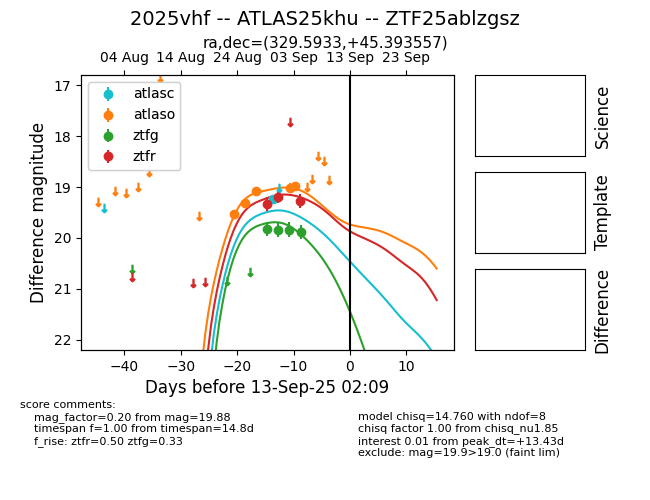 2025vhf -- ATLAS25khu -- ZTF25ablzgsz
ra,dec=(329.5933,+45.393557)
04 Aug 14 Aug 24 Aug 03 Sep 13 Sep 23 Sep
atlasc
atlaso
ztfg
ztfr
17
18
19
20
21
22
Difference magnitude
−40 −30 −20 −10 0 10
Days before 13-Sep-25 02:09
Science
Template
Difference
score comments:
mag_factor=0.20 from mag=19.88
timespan f=1.00 from timespan=14.8d
f_rise: ztfr=0.50 ztfg=0.33
model chisq=14.760 with ndof=8
chisq factor 1.00 from chisq_nu1.85
interest 0.01 from peak_dt=+13.43d
exclude: mag=19.9>19.0 (faint lim)